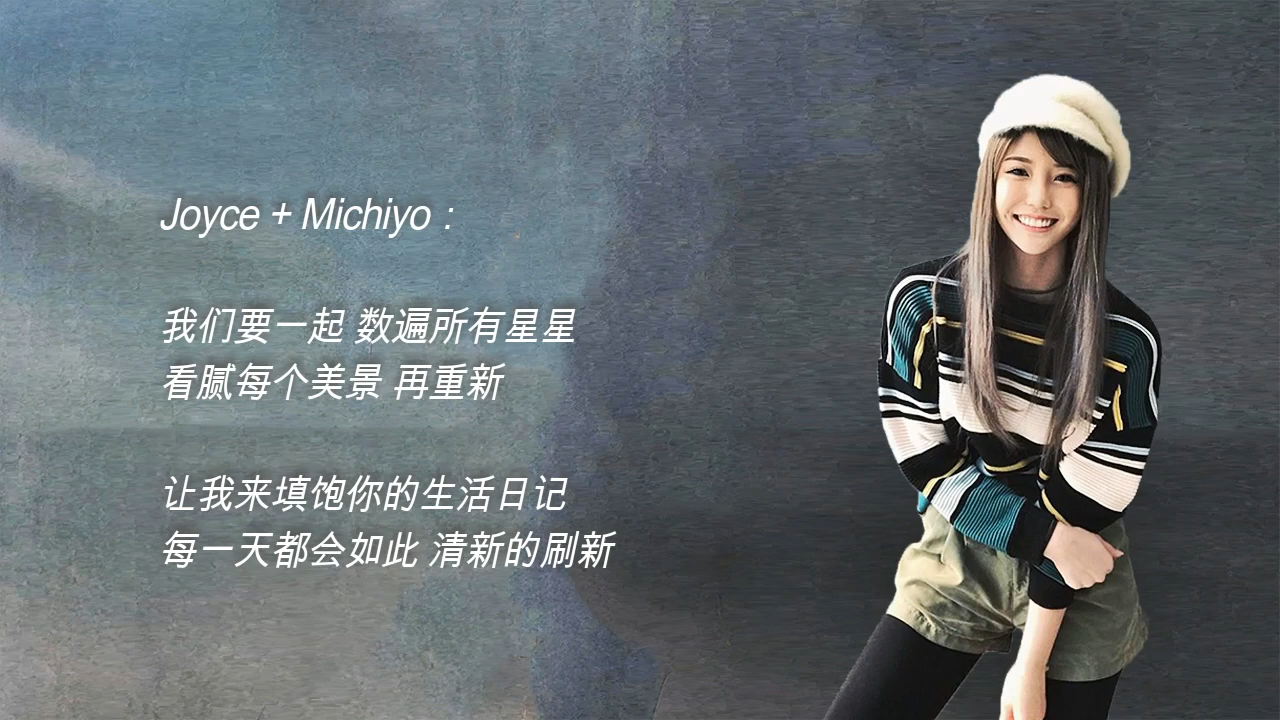 Joyce + Michiyo：
我们要一起 数遍所有星星
看腻每个美景 再重新
让我来填饱你的生活日记
每一天都会如此 清新的刷新